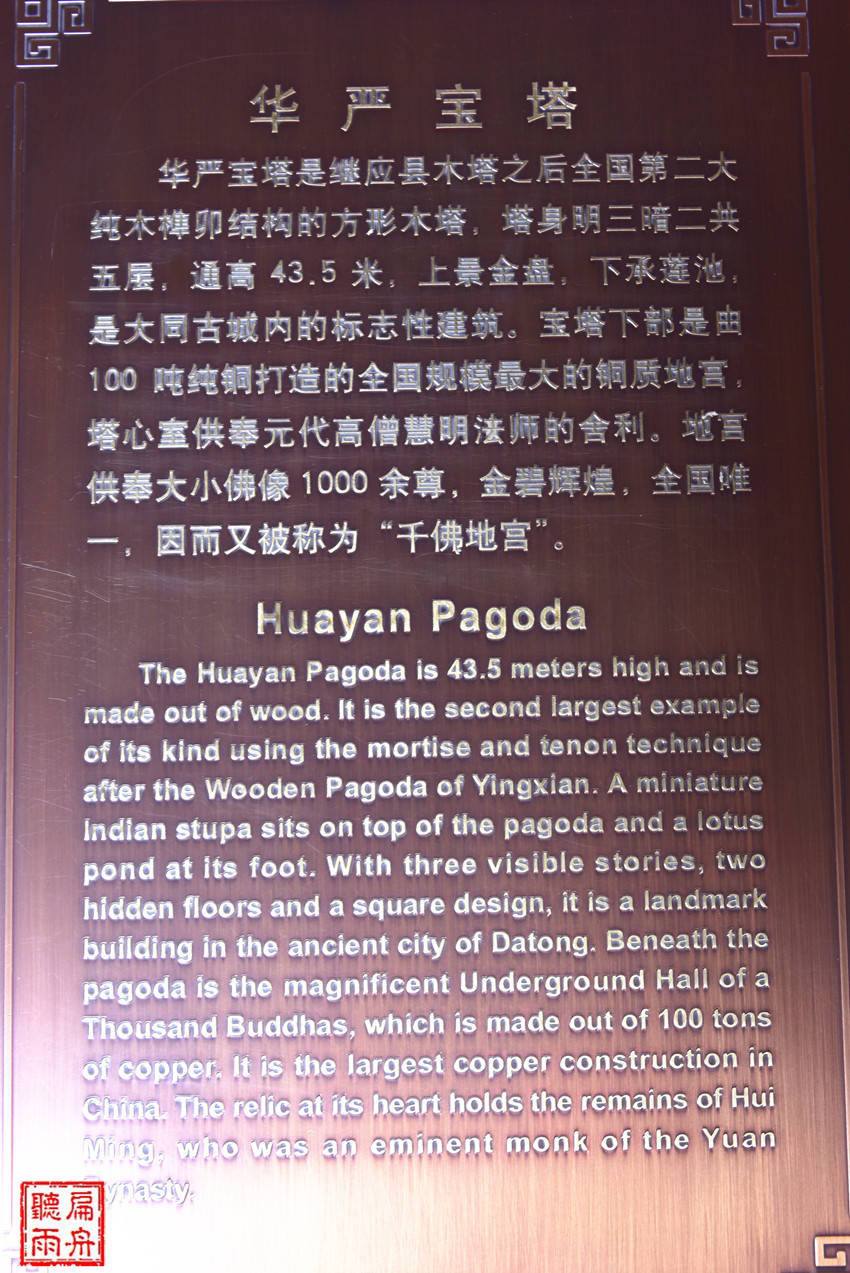 华严宝塔
华严宝塔是继应县木塔之后全国第二大
纯木榫卯结构的方形木塔，塔身明三暗二共
五层，通高43.5米，上景金盘，下承莲池，
是大同古城内的标志性建筑。宝塔下部是由
100吨纯铜打造的全国规模最大的铜质地宫，
塔心室供奉元代高僧慧明法师的舍利。地宫
供奉大小佛像1000余尊，金碧辉煌，全国唯
一，因而又被称为“千佛地宫”。
Huayan Pagoda
The Huayan Pagoda is 43.5 meters high and is
made out of wood. It is the second largest example
of its kind using the mortise and tenon technique
after the Wooden Pagoda of Yingxian. A miniature
Indian stupa sits on top of the pagoda and a lotus
pond at its foot. With three visible stories, two
hidden floors and a square design, it is a landmark
building in the ancient city of Datong. Beneath the
pagoda is the magnificent Underground Hall of a
Thousand Buddhas, which is made out of 100 tons
of copper. It is the largest copper construction in
China. The relic at its heart holds the remains of Hui
Ming, who was an eminent monk of the Yuan
Dynasty.
扁舟
聽雨